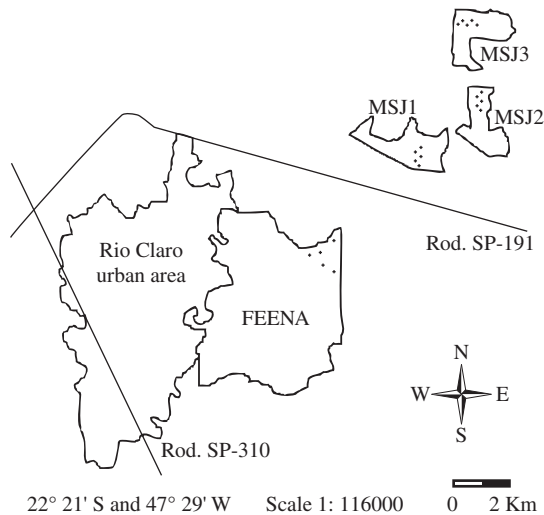 MSJ3
MSJ1
MSJ2
Rod. SP-191
Rio Claro
urban area
FEENA
N
W E
S
Rod. SP-310
22° 21' S and 47° 29' W Scale 1: 116000 0 2 Km